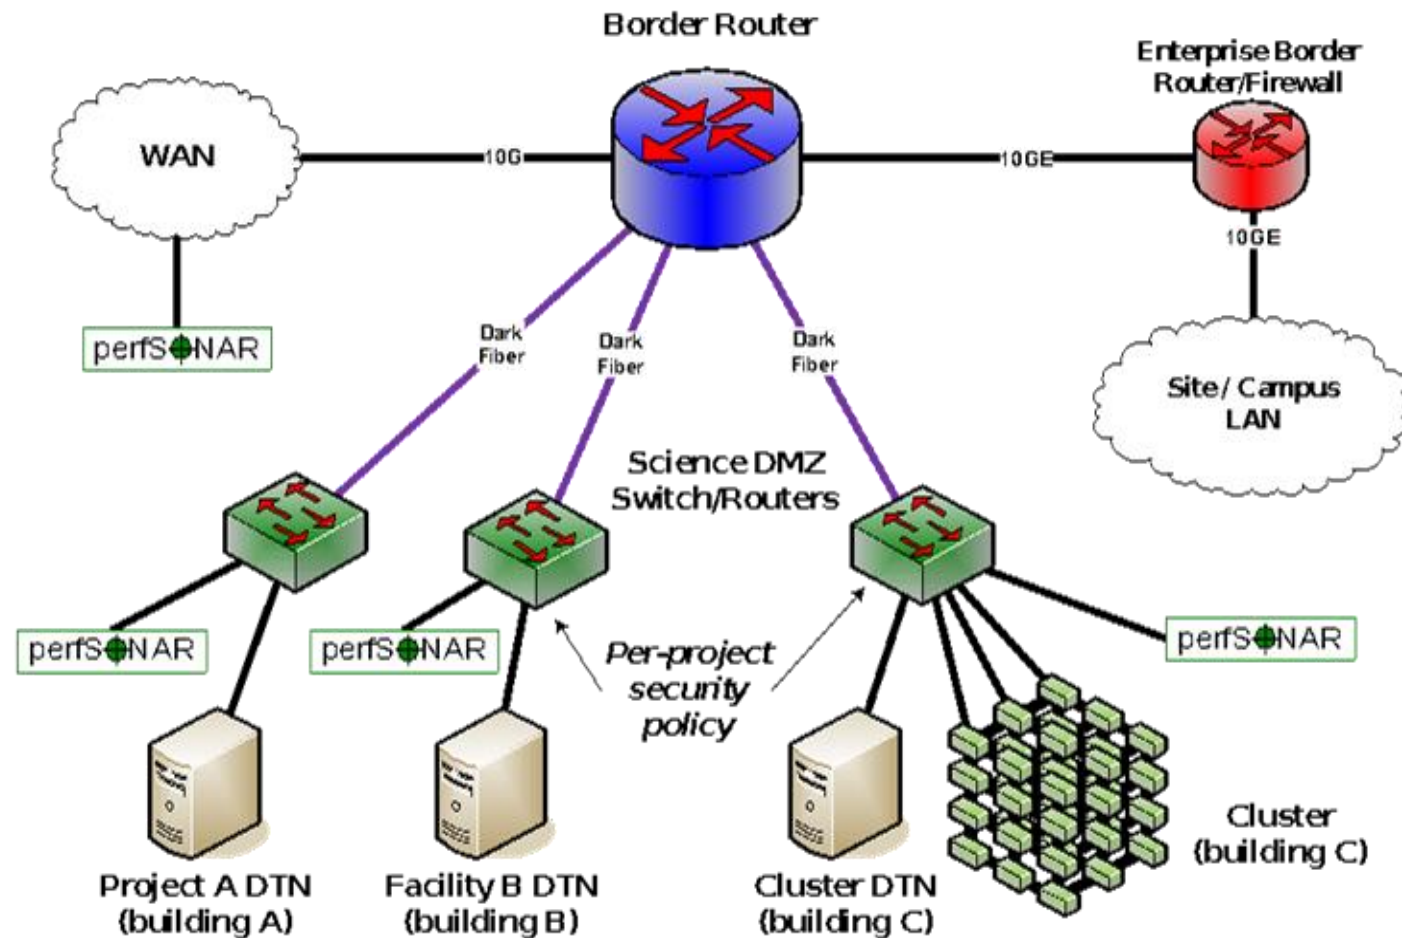 Border Router
Enterprise Border
Router/Firewall
WAN
10G
10GE
10GE
perfSONAR
Dark
Fiber
Dark
Fiber
Dark
Fiber
Site / Campus
LAN
Science DMZ
Switch/Routers
perfSONAR
perfSONAR
perfSONAR
Per-project
security
policy
Project A DTN
(building A)
Facility B DTN
(building B)
Cluster DTN
(building C)
Cluster
(building C)